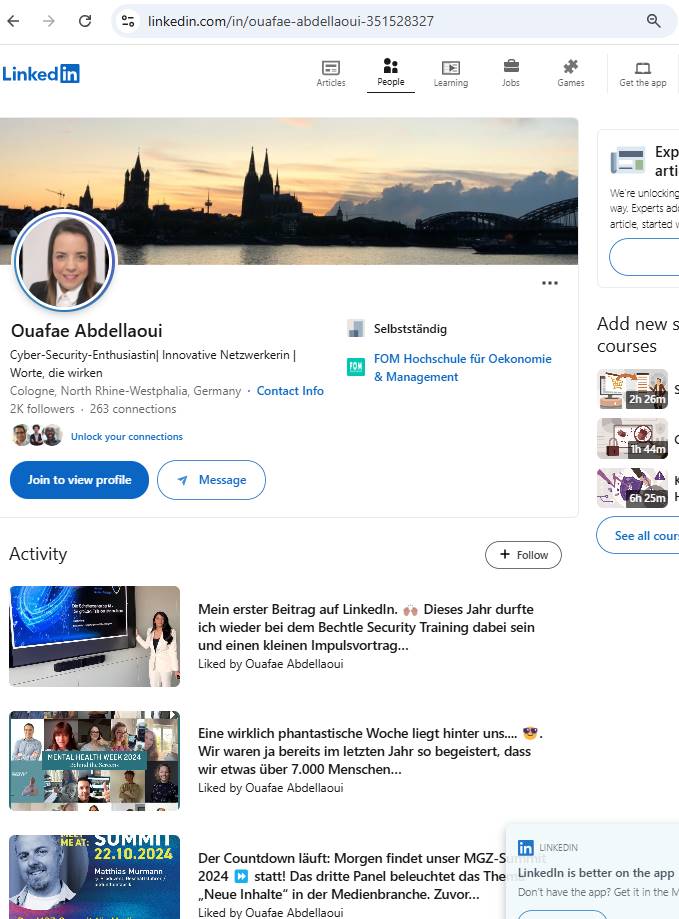 linkedin.com/in/ouafae-abdellaoui-351528327
Linkedin
Articles
People
Learning
Jobs
Games
Get the app
Ouafae Abdellaoui
Cyber-Security-Enthusiastin| Innovative Netzwerkerin |
Worte, die wirken
Cologne, North Rhine-Westphalia, Germany · Contact Info
2K followers · 263 connections
Unlock your connections
Join to view profile
Message
Selbstständig
FOM
FOM Hochschule für Oekonomie
& Management
Activity
+ Follow
Mein erster Beitrag auf LinkedIn. 🙌🏼 Dieses Jahr durfte
ich wieder bei dem Bechtle Security Training dabei sein
und einen kleinen Impulsvortrag...
Liked by Ouafae Abdellaoui
MENTAL HEALTH WEEK 2024
Behind the Screens
Eine wirklich phantastische Woche liegt hinter uns.... 😎.
Wir waren ja bereits im letzten Jahr so begeistert, dass
wir etwas über 7.000 Menschen...
Liked by Ouafae Abdellaoui
ME AT:
SUMMIT
22.10.2024
Matthias Murmann
Der Countdown läuft: Morgen findet unser MGZ-Summit
2024 ⏩ statt! Das dritte Panel beleuchtet das
„Neue Inhalte" in der Medienbranche. Zuvor...
Liked by Ouafae Abdellaoui
Exp
arti
We're unlocking
way. Experts add
article, started w
Add new s
courses
2h 26m
1h 44m
6h 25m
See all cour
LINKEDIN
LinkedIn is better on the app
Don't have the app? Get it in the M